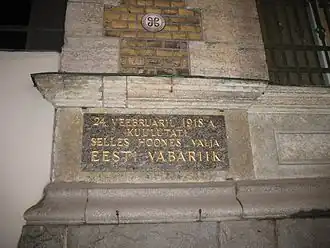 24. VEEBRUARIL 1918. A.
KUULUTATI
SELLES HOONES VÄLJA
EESTI VABARIIK